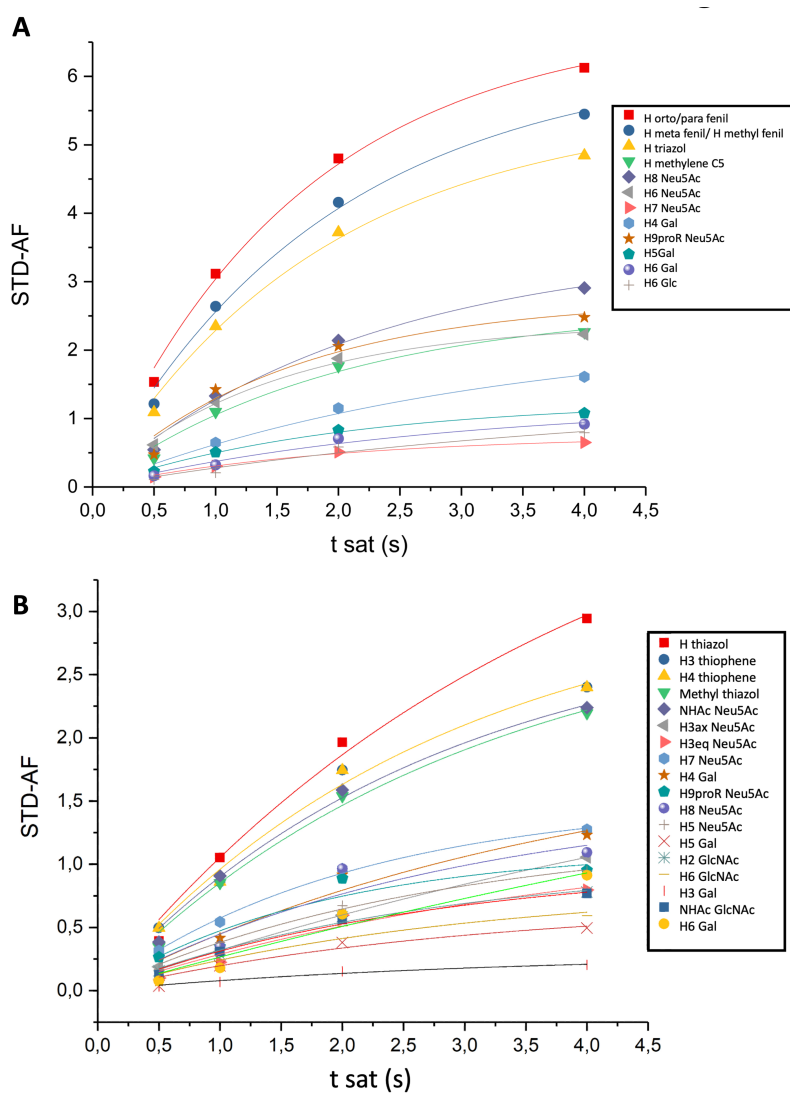 A
STD-AF
6
5
4
3
2
1
0
0,0 0,5 1,0 1,5 2,0 2,5 3,0 3,5 4,0 4,5
t sat (s)
H orto/para fenil
H meta fenil/ H methyl fenil
H triazol
H methylene C5
H8 Neu5Ac
H6 Neu5Ac
H7 Neu5Ac
H4 Gal
H9proR Neu5Ac
H5Gal
H6 Gal
H6 Glc
B
STD-AF
3,0
2,5
2,0
1,5
1,0
0,5
0,0
0,0 0,5 1,0 1,5 2,0 2,5 3,0 3,5 4,0 4,5
t sat (s)
H thiazol
H3 thiophene
H4 thiophene
Methyl thiazol
NHAc Neu5Ac
H3ax Neu5Ac
H3eq Neu5Ac
H7 Neu5Ac
H4 Gal
H9proR Neu5Ac
H8 Neu5Ac
H5 Neu5Ac
H5 Gal
H2 GlcNAc
H6 GlcNAc
H3 Gal
NHAc GlcNAc
H6 Gal